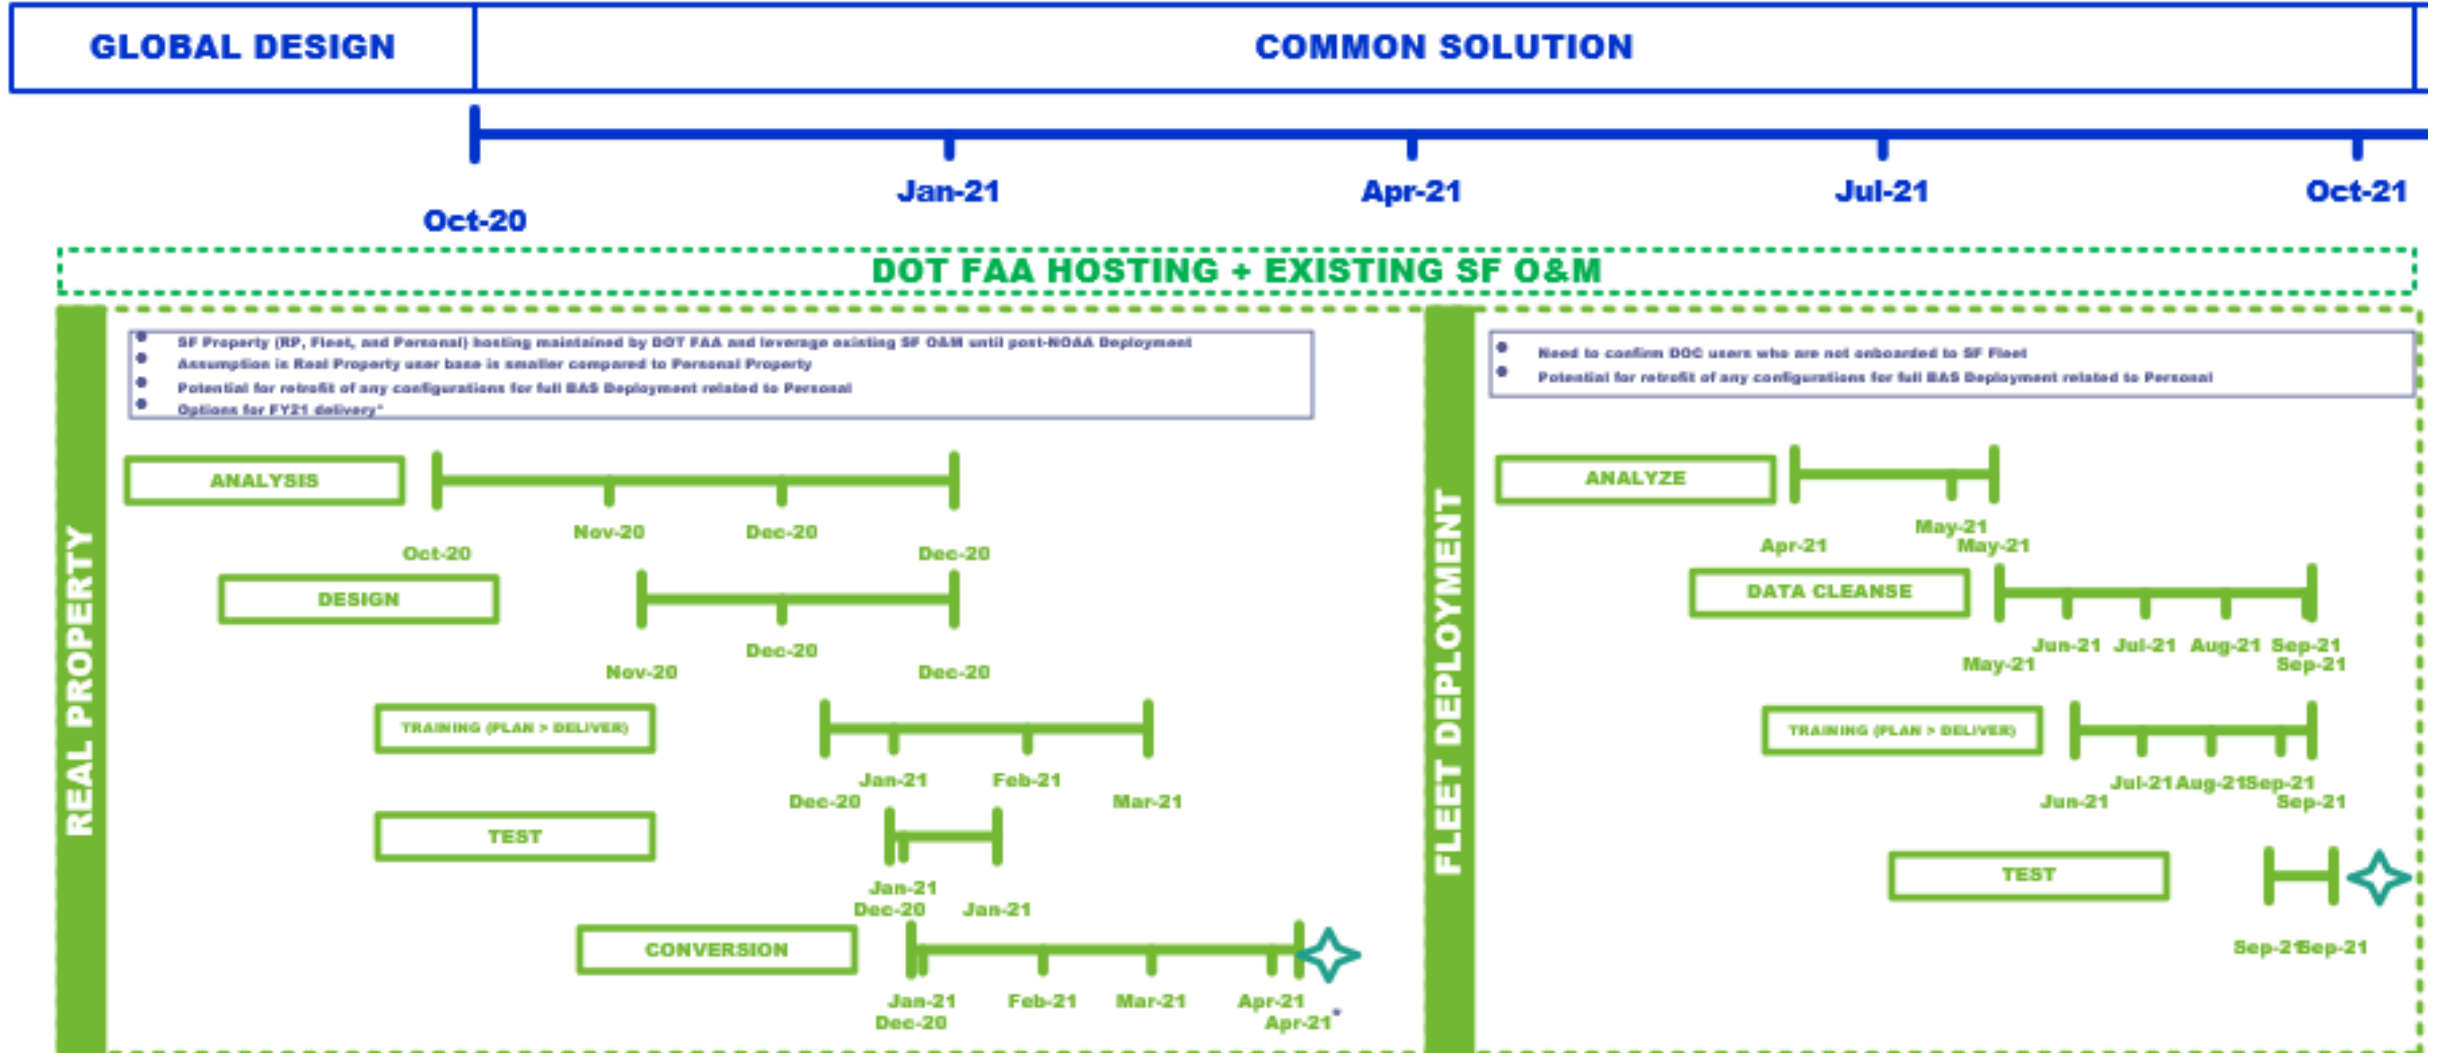 GLOBAL DESIGN
COMMON SOLUTION
Oct-20
Jan-21
Apr-21
Jul-21
Oct-21
DOT FAA HOSTING + EXISTING SF O&M
REAL PROPERTY
• SF Property (RP, Fleet, and Personal) hosting maintained by DOT FAA and leverage existing SF O&M until post-NOAA Deployment
• Assumption is Real Property user base is smaller compared to Personal Property
• Potential for retrofit of any configurations for full BAS Deployment related to Personal
• Options for FY21 delivery*
ANALYSIS
Oct-20
Nov-20
Dec-20
Dec-20
DESIGN
Nov-20
Dec-20
Dec-20
TRAINING (PLAN > DELIVER)
Dec-20
Jan-21
Feb-21
Mar-21
TEST
Dec-20
Jan-21
Jan-21
CONVERSION
Dec-20
Jan-21
Feb-21
Mar-21
Apr-21
Apr-21*
FLEET DEPLOYMENT
• Need to confirm DOC users who are not onboarded to SF Fleet
• Potential for retrofit of any configurations for full BAS Deployment related to Personal
ANALYZE
Apr-21
May-21
May-21
DATA CLEANSE
May-21
Jun-21
Jul-21
Aug-21
Sep-21
Sep-21
TRAINING (PLAN > DELIVER)
Jun-21
Jul-21
Aug-21
Sep-21
Sep-21
TEST
Sep-21
Sep-21